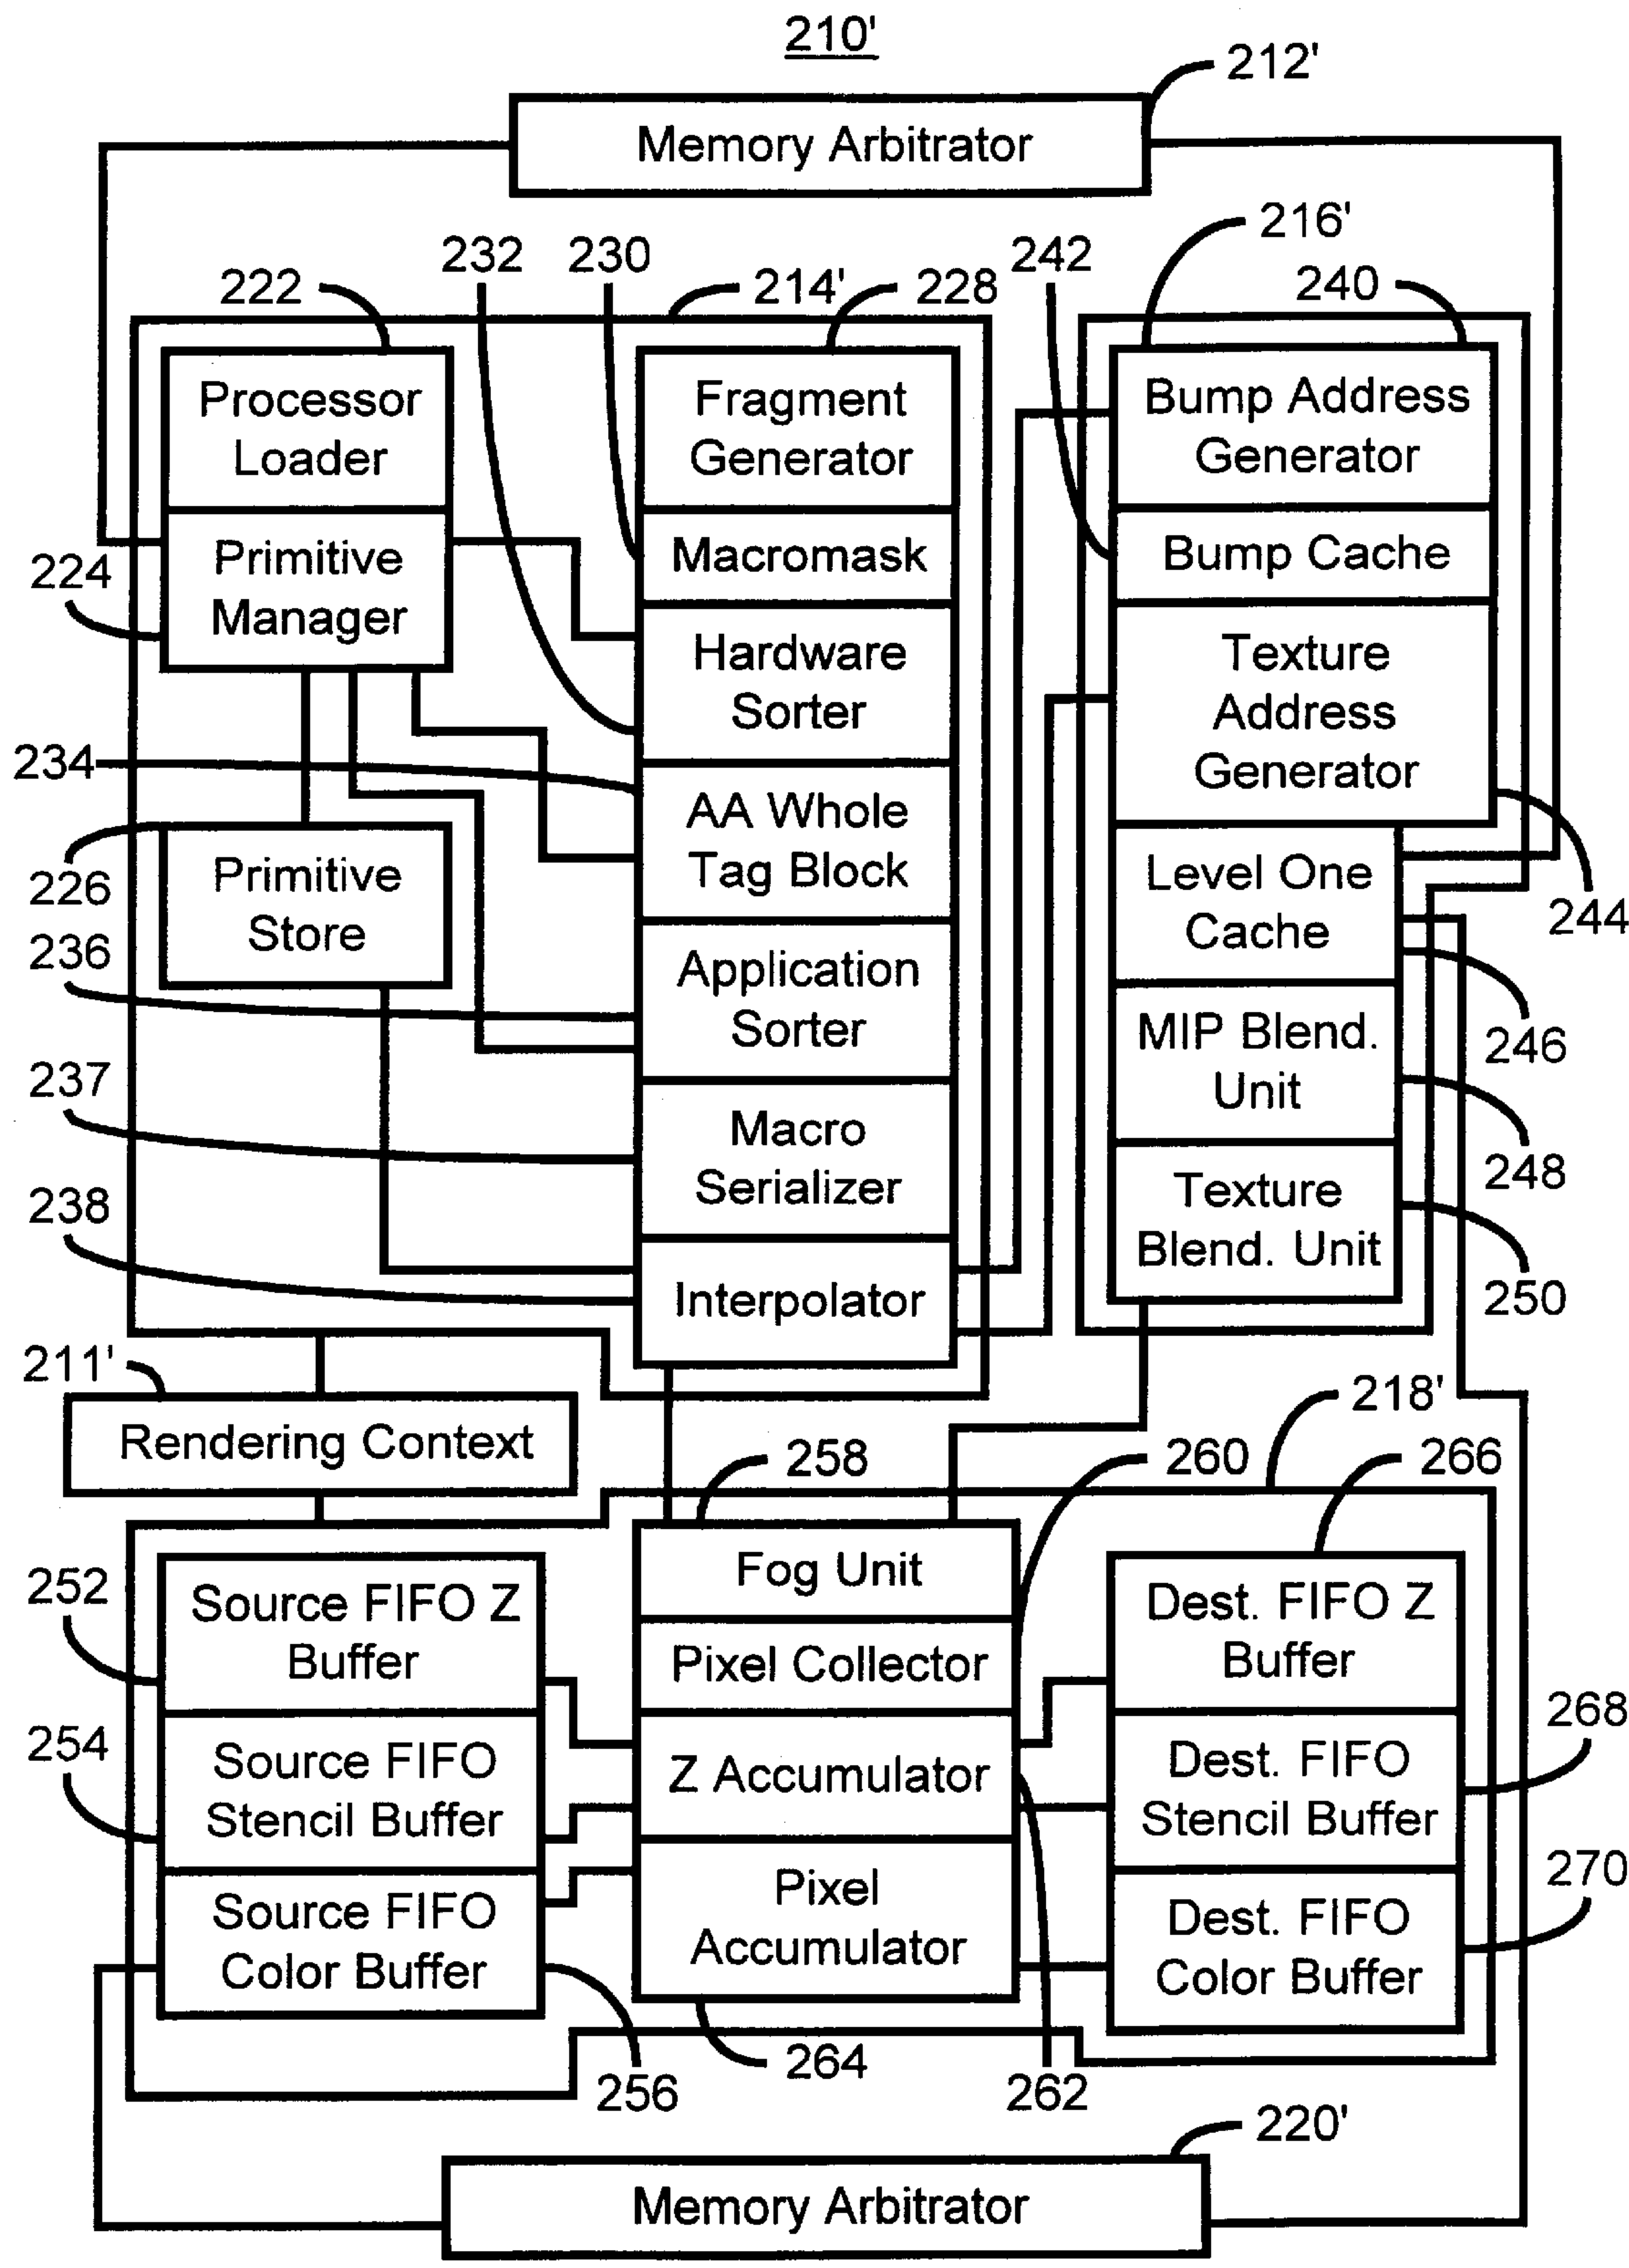 210'
212'
Memory Arbitrator
216'
232
230
242
222
214'
228
240
Processor
Loader
Fragment
Generator
Bump Address
Generator
Primitive
Manager
224
Macromask
Bump Cache
Hardware
Sorter
Texture
Address
Generator
234
AA Whole
Tag Block
226
Primitive
Store
Level One
Cache
244
236
Application
Sorter
MIP Blend.
Unit
246
237
Macro
Serializer
248
238
Texture
Blend. Unit
Interpolator
250
211'
218'
Rendering Context
258
260
266
252
Source FIFO Z
Buffer
Fog Unit
Dest. FIFO Z
Buffer
Pixel Collector
268
254
Source FIFO
Stencil Buffer
Z Accumulator
Dest. FIFO
Stencil Buffer
270
Source FIFO
Color Buffer
Pixel
Accumulator
Dest. FIFO
Color Buffer
264
256
262
220'
Memory Arbitrator